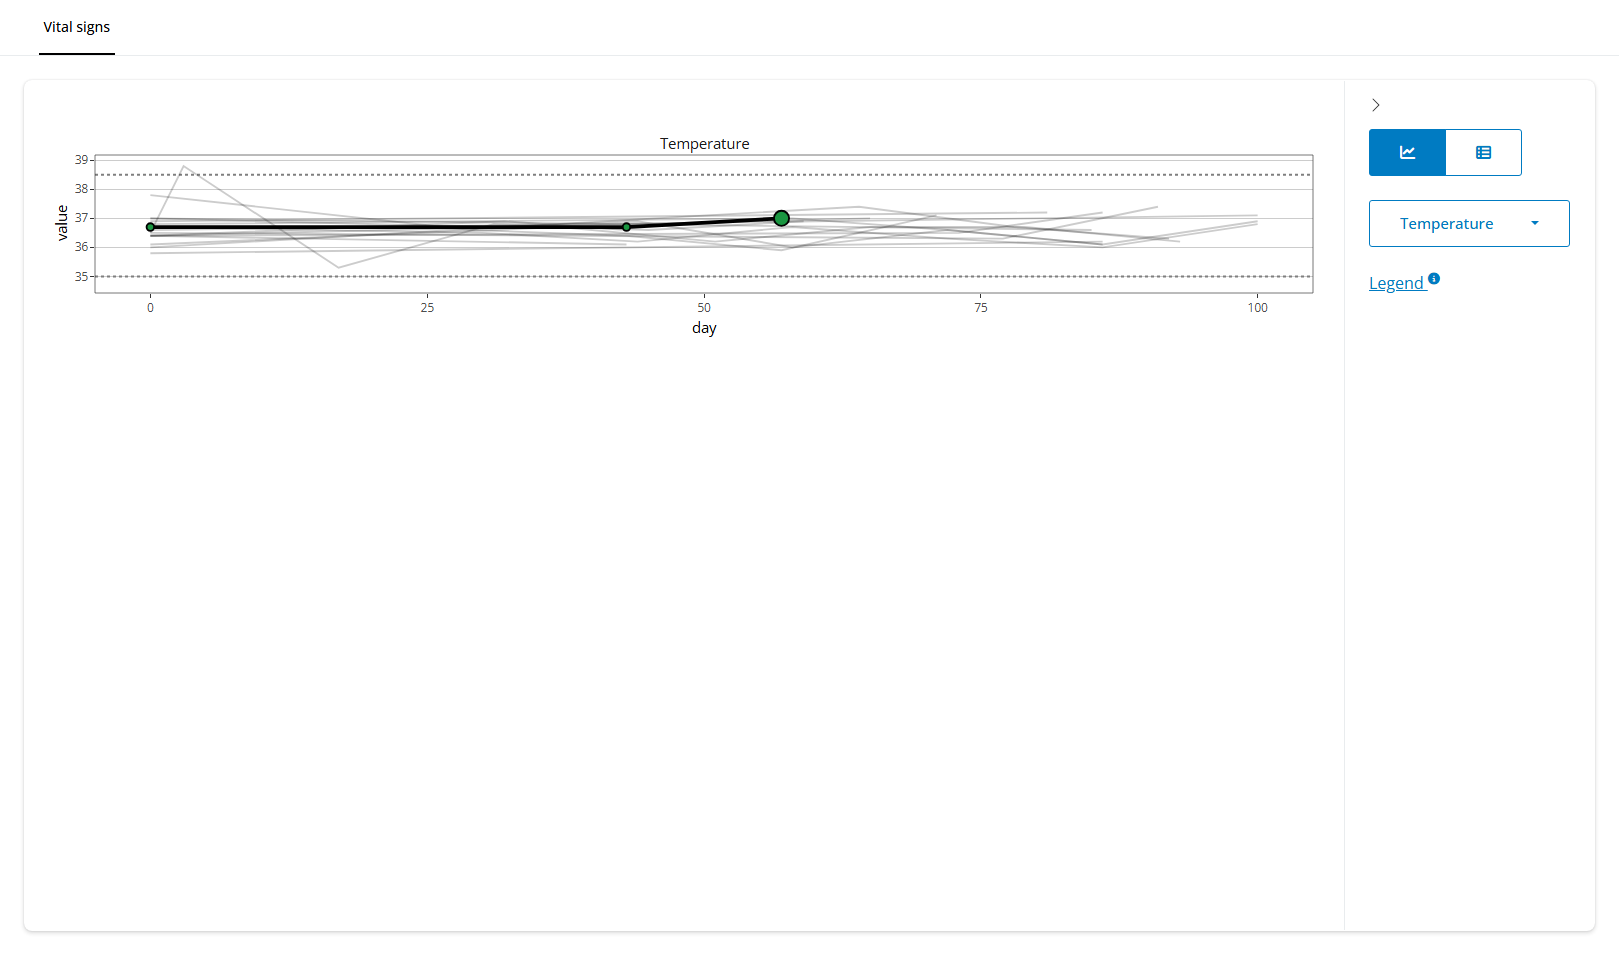 Vital signs
Temperature
39
38
37
36
35
value
0 25 50 75 100
day
Temperature
Legend